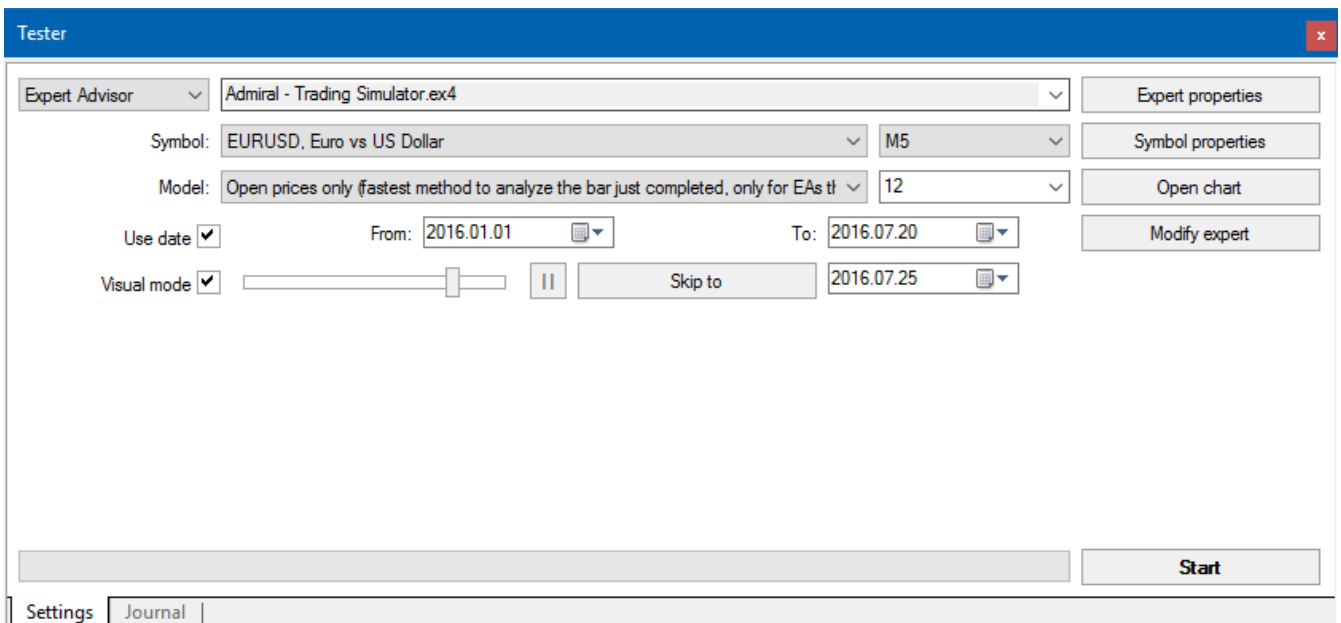 Tester
x
Expert Advisor Admiral - Trading Simulator.ex4 Expert properties
Symbol: EURUSD, Euro vs US Dollar M5 Symbol properties
Model: Open prices only (fastest method to analyze the bar just completed, only for EAs th 12 Open chart
Use date From: 2016.01.01 To: 2016.07.20 Modify expert
Visual mode Skip to 2016.07.25
Start
Settings Journal